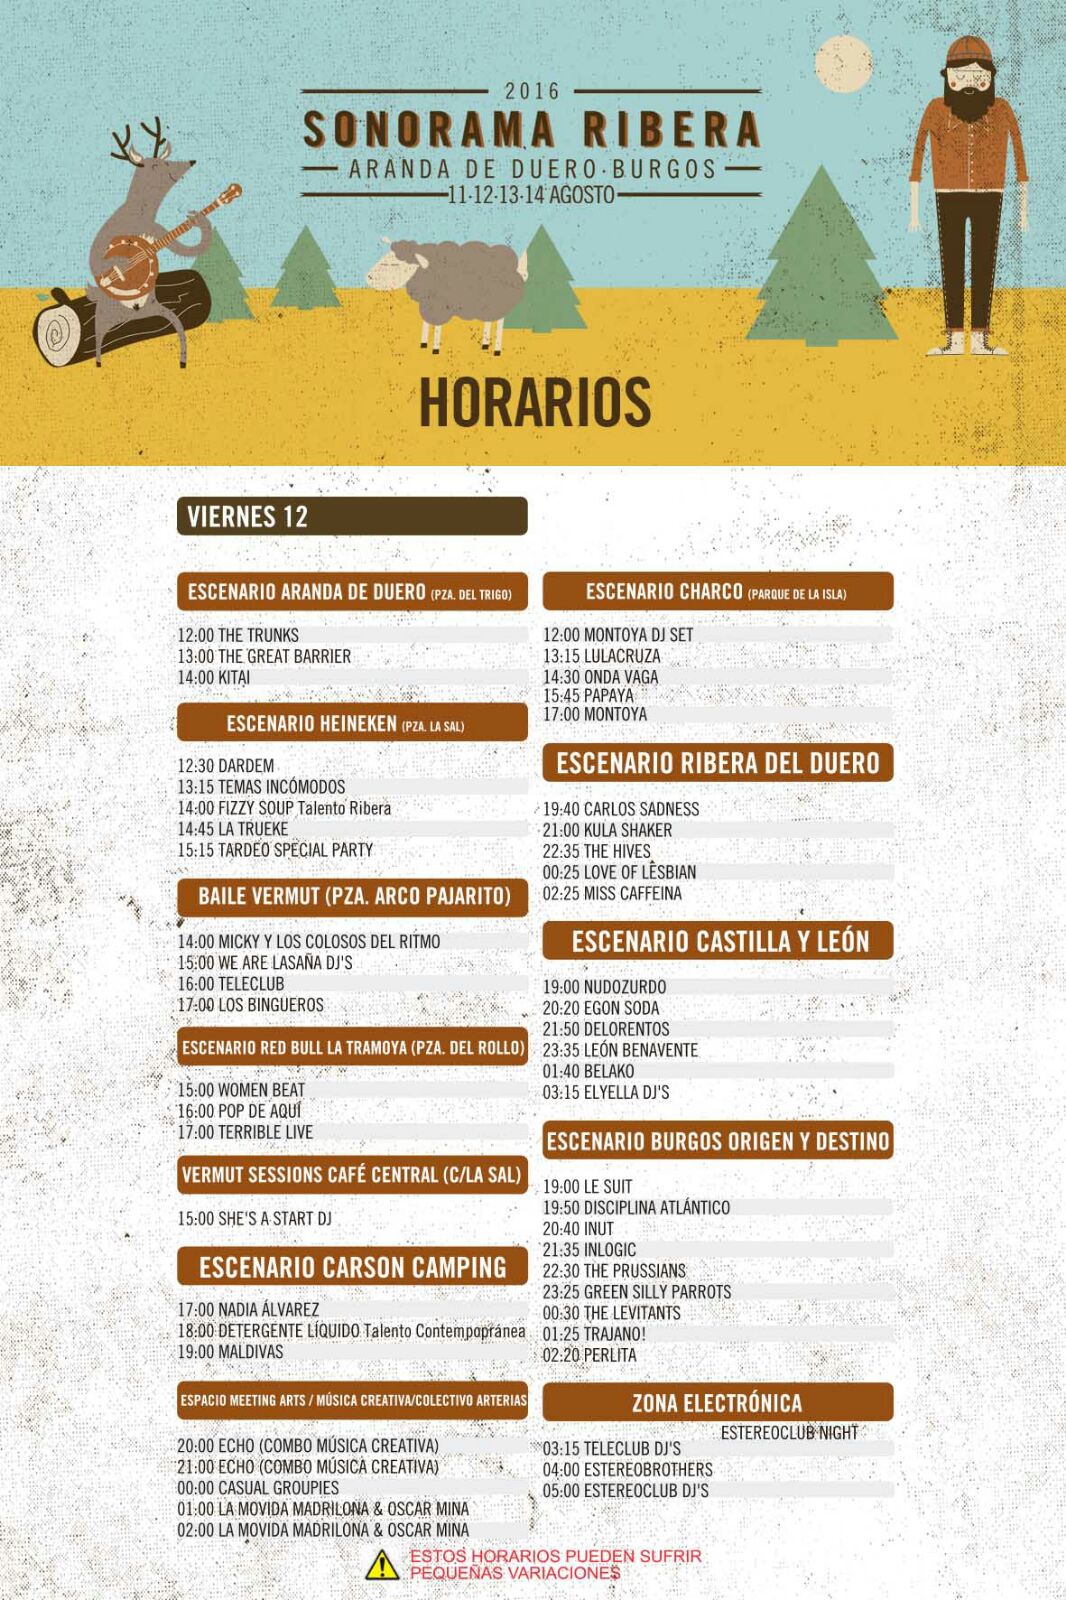 2016
SONORAMA RIBERA
ARANDA DE DUERO·BURGOS
11·12·13·14 AGOSTO
HORARIOS
VIERNES 12
ESCENARIO ARANDA DE DUERO (PZA. DEL TRIGO)
12:00 THE TRUNKS
13:00 THE GREAT BARRIER
14:00 KITAI
ESCENARIO HEINEKEN (PZA. LA SAL)
12:30 DARDEM
13:15 TEMAS INCÓMODOS
14:00 FIZZY SOUP Talento Ribera
14:45 LA TRUEKE
15:15 TARDEO SPECIAL PARTY
BAILE VERMUT (PZA. ARCO PAJARITO)
14:00 MICKY Y LOS COLOSOS DEL RITMO
15:00 WE ARE LASAÑA DJ'S
16:00 TELECLUB
17:00 LOS BINGUEROS
ESCENARIO RED BULL LA TRAMOYA (PZA. DEL ROLLO)
15:00 WOMEN BEAT
16:00 POP DE AQUÍ
17:00 TERRIBLE LIVE
VERMUT SESSIONS CAFÉ CENTRAL (C/LA SAL)
15:00 SHE'S A START DJ
ESCENARIO CARSON CAMPING
17:00 NADIA ÁLVAREZ
18:00 DETERGENTE LÍQUIDO Talento Contempopránea
19:00 MALDIVAS
ESPACIO MEETING ARTS / MÚSICA CREATIVA/COLECTIVO ARTERIAS
20:00 ECHO (COMBO MÚSICA CREATIVA)
21:00 ECHO (COMBO MÚSICA CREATIVA)
00:00 CASUAL GROUPIES
01:00 LA MOVIDA MADRILONA & OSCAR MINA
02:00 LA MOVIDA MADRILONA & OSCAR MINA
ESCENARIO CHARCO (PARQUE DE LA ISLA)
12:00 MONTOYA DJ SET
13:15 LULACRUZA
14:30 ONDA VAGA
15:45 PAPAYA
17:00 MONTOYA
ESCENARIO RIBERA DEL DUERO
19:40 CARLOS SADNESS
21:00 KULA SHAKER
22:35 THE HIVES
00:25 LOVE OF LESBIAN
02:25 MISS CAFFEINA
ESCENARIO CASTILLA Y LEÓN
19:00 NUDOZURDO
20:20 EGON SODA
21:50 DELORENTOS
23:35 LEÓN BENAVENTE
01:40 BELAKO
03:15 ELYELLA DJ'S
ESCENARIO BURGOS ORIGEN Y DESTINO
19:00 LE SUIT
19:50 DISCIPLINA ATLÁNTICO
20:40 INUT
21:35 INLOGIC
22:30 THE PRUSSIANS
23:25 GREEN SILLY PARROTS
00:30 THE LEVITANTS
01:25 TRAJANO!
02:20 PERLITA
ZONA ELECTRÓNICA
ESTEREOCLUB NIGHT
03:15 TELECLUB DJ'S
04:00 ESTEREOBROTHERS
05:00 ESTEREOCLUB DJ'S
ESTOS HORARIOS PUEDEN SUFRIR
PEQUEÑAS VARIACIONES